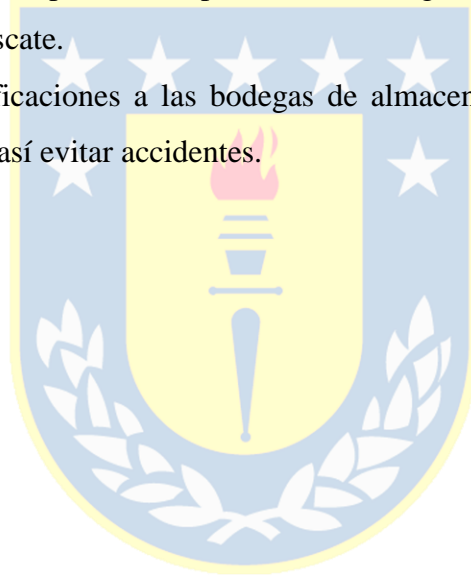 scate.
ficaciones a las bodegas de almacen
así evitar accidentes.